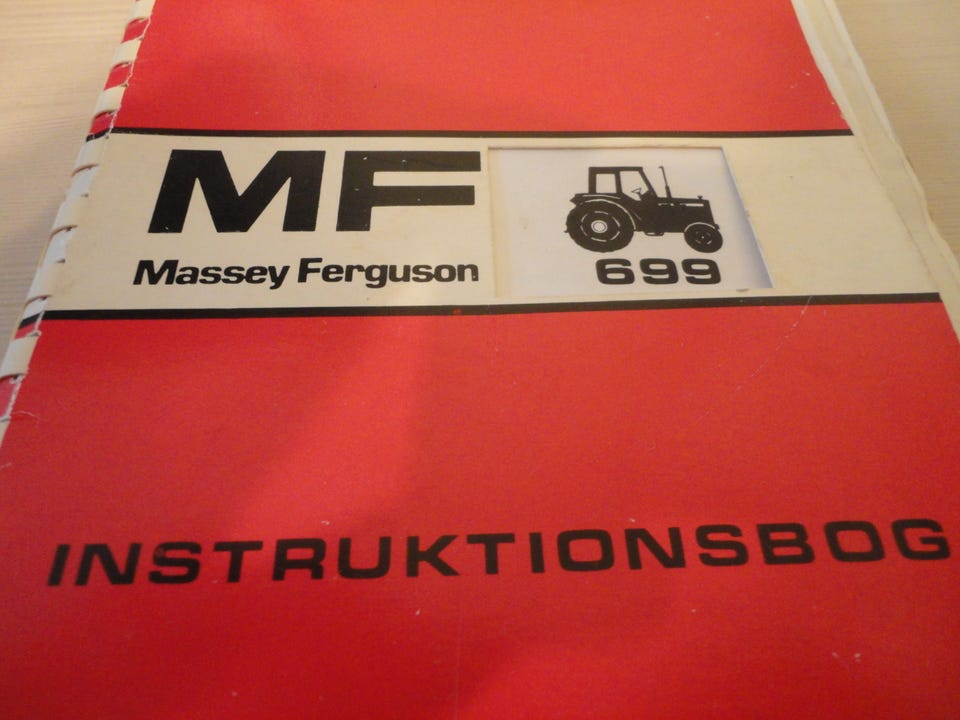 MF
Massey Ferguson
699
INSTRUKTIONSBOG